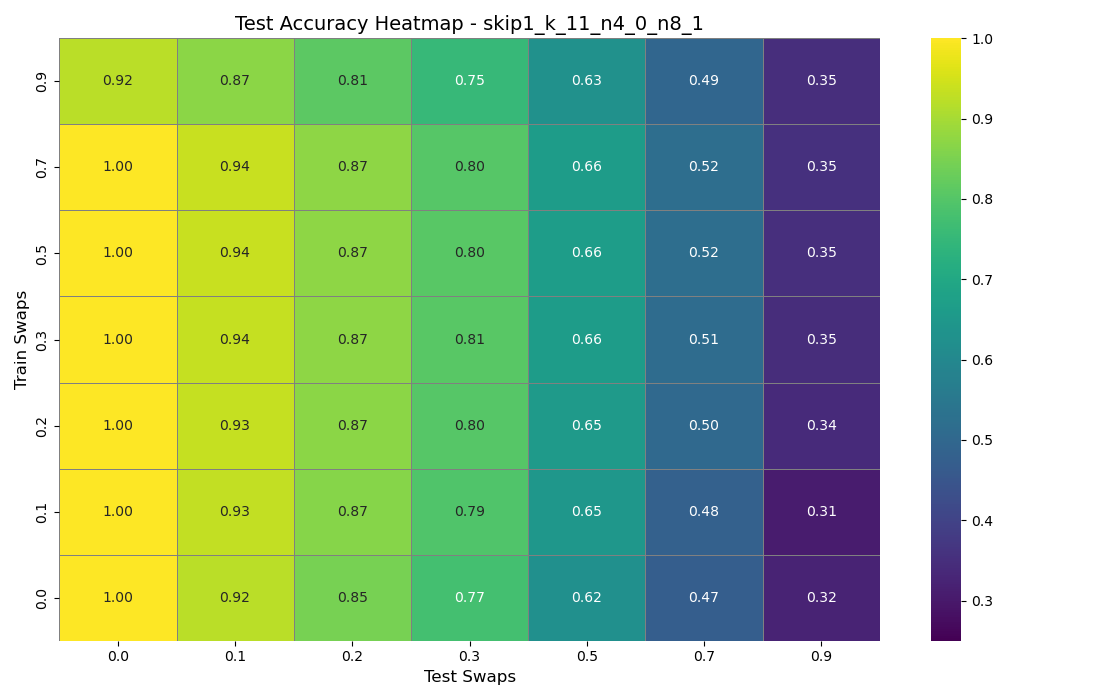 Test Accuracy Heatmap - skip1_k_11_n4_0_n8_1
Train Swaps
0.9 0.92 0.87 0.81 0.75 0.63 0.49 0.35
0.7 1.00 0.94 0.87 0.80 0.66 0.52 0.35
0.5 1.00 0.94 0.87 0.80 0.66 0.52 0.35
0.3 1.00 0.94 0.87 0.81 0.66 0.51 0.35
0.2 1.00 0.93 0.87 0.80 0.65 0.50 0.34
0.1 1.00 0.93 0.87 0.79 0.65 0.48 0.31
0.0 1.00 0.92 0.85 0.77 0.62 0.47 0.32
0.0 0.1 0.2 0.3 0.5 0.7 0.9
Test Swaps
1.0
0.9
0.8
0.7
0.6
0.5
0.4
0.3